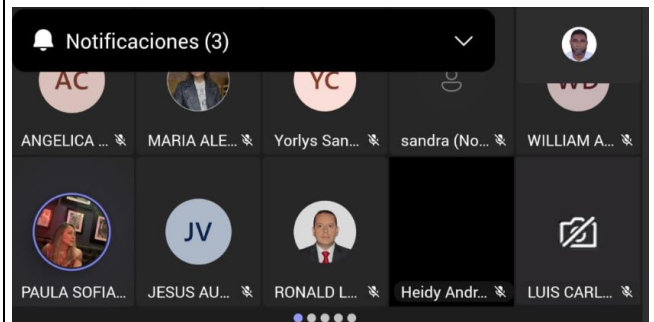 Notificaciones (3)
AC
YC
WD
ANGELICA ...
MARIA ALE...
Yorlys San...
sandra (No...
WILLIAM A...
JV
PAULA SOFIA...
JESUS AU...
RONALD L...
Heidy Andr...
LUIS CARL...